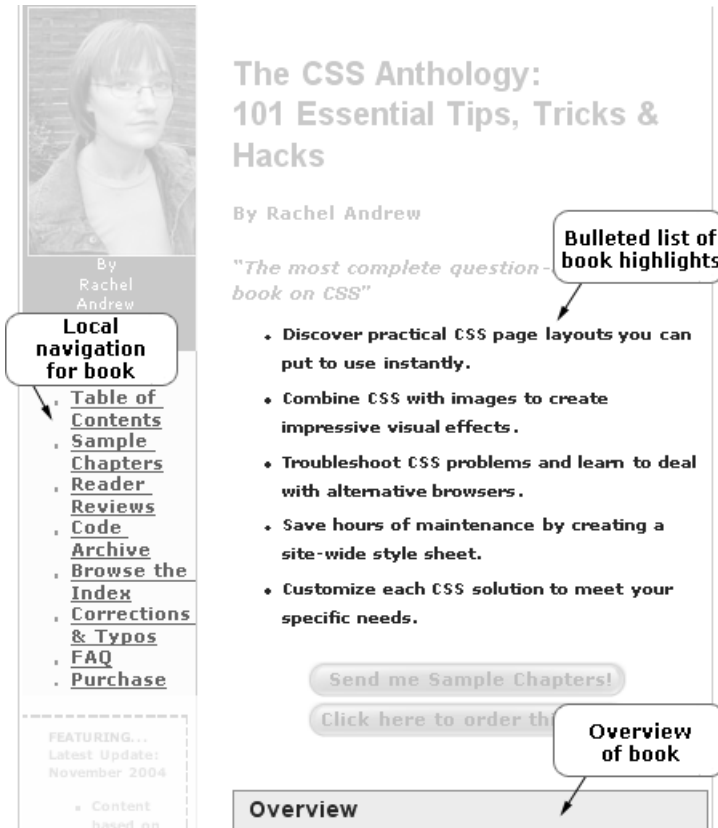 By
Rachel
Andrew
Local
navigation
for book
Table of
Contents
Sample
Chapters
Reader
Reviews
Code
Archive
Browse the
Index
Corrections
& Typos
FAQ
Purchase
FEATURING...
Latest Update:
November 2004
Content
based on
The CSS Anthology:
101 Essential Tips, Tricks &
Hacks
By Rachel Andrew
Bulleted list of
book highlights
"The most complete question -
book on CSS"
Discover practical CSS page layouts you can
put to use instantly.
Combine CSS with images to create
impressive visual effects.
Troubleshoot CSS problems and learn to deal
with alternative browsers.
Save hours of maintenance by creating a
site-wide style sheet.
Customize each CSS solution to meet your
specific needs.
Send me Sample Chapters!
Click here to order
Overview
of book
Overview